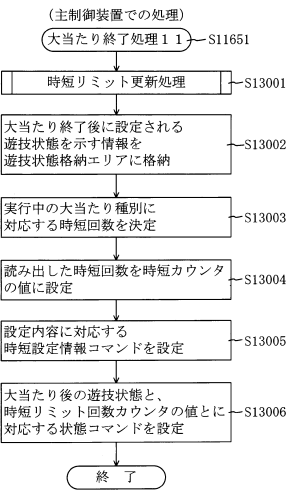 (主制御装置での処理)
大当たり終了処理11
S11651
時短リミット更新処理
S13001
大当たり終了後に設定される
遊技状態を示す情報を
遊技状態格納エリアに格納
S13002
実行中の大当たり種別に
対応する時短回数を決定
S13003
読み出した時短回数を時短カウンタ
の値に設定
S13004
設定内容に対応する
時短設定情報コマンドを設定
S13005
大当たり後の遊技状態と、
時短リミット回数カウンタの値とに
対応する状態コマンドを設定
S13006
終 了